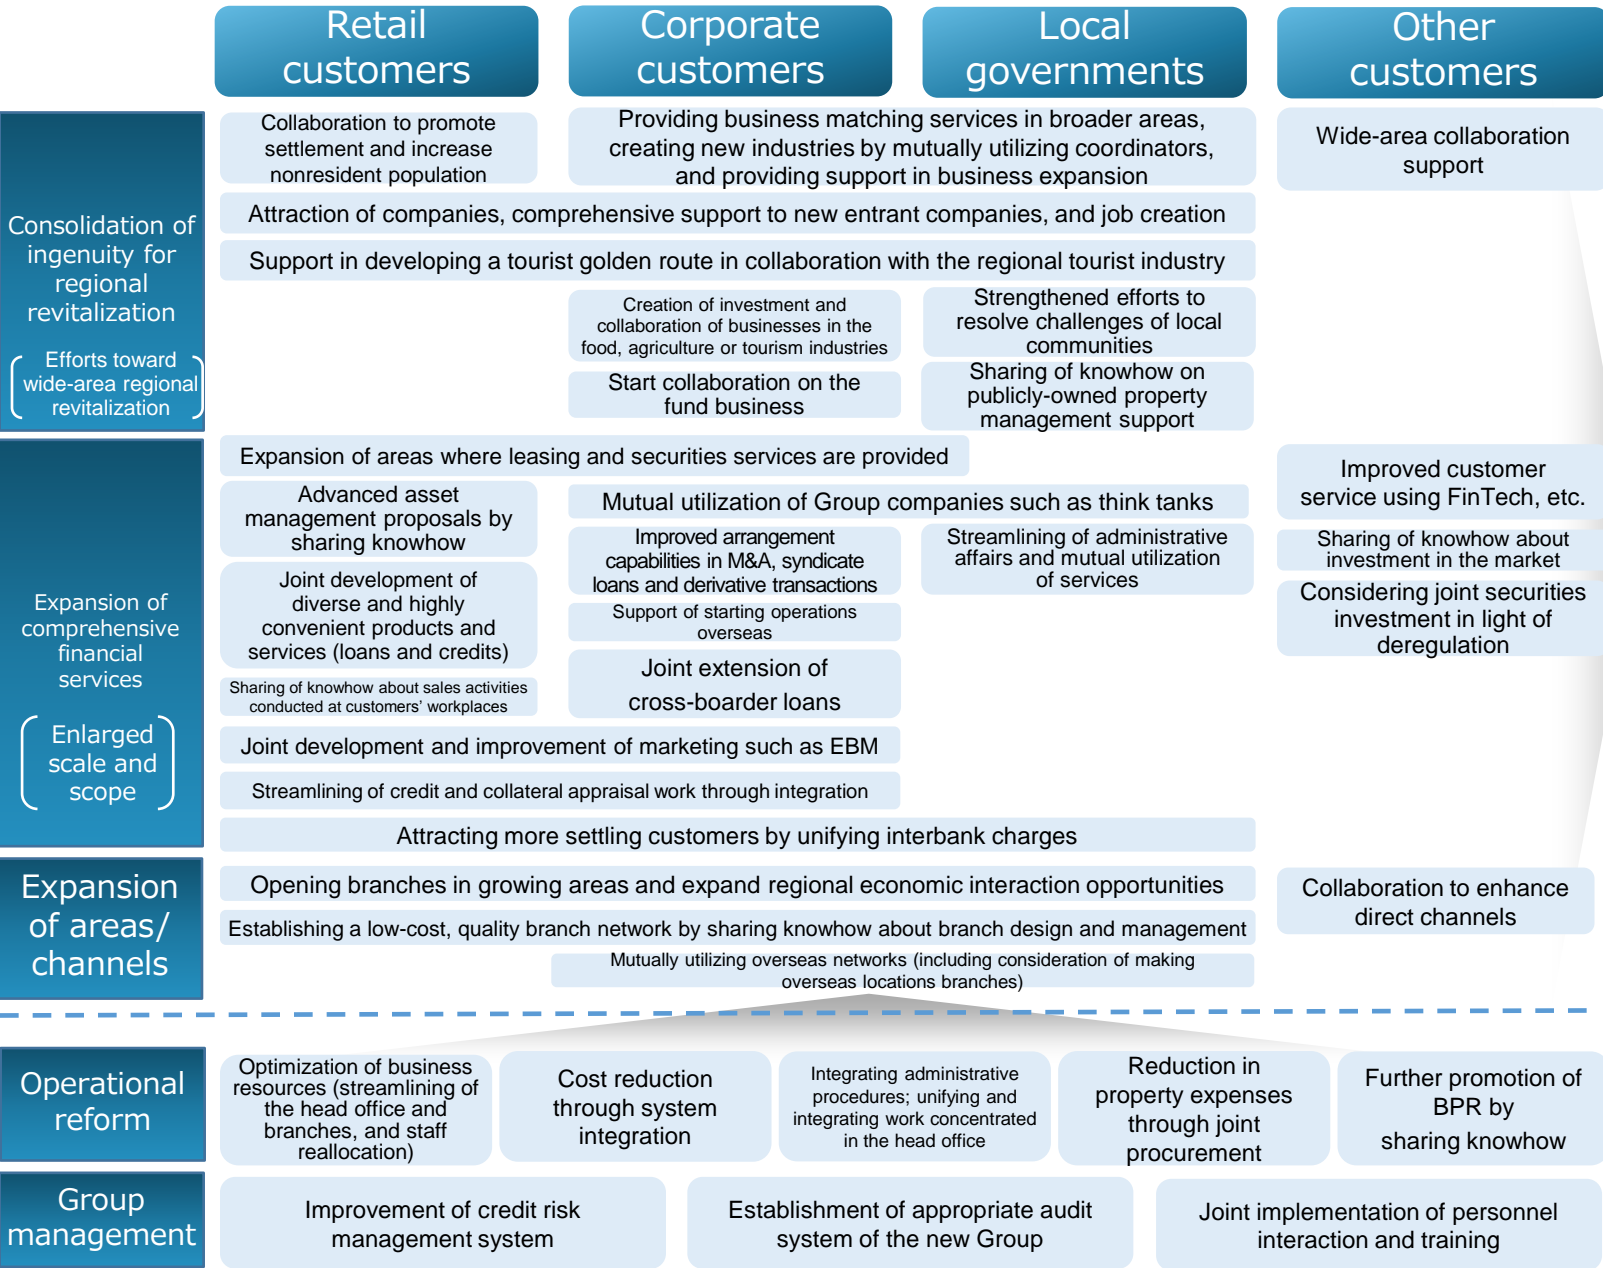 Retail
customers
Corporate
customers
Local
governments
Other
customers
Consolidation of
ingenuity for
regional
revitalization
Efforts toward
wide-area regional
revitalization
Collaboration to promote
settlement and increase
nonresident population
Providing business matching services in broader areas,
creating new industries by mutually utilizing coordinators,
and providing support in business expansion
Wide-area collaboration
support
Attraction of companies, comprehensive support to new entrant companies, and job creation
Support in developing a tourist golden route in collaboration with the regional tourist industry
Creation of investment and
collaboration of businesses in the
food, agriculture or tourism industries
Strengthened efforts to
resolve challenges of local
communities
Start collaboration on the
fund business
Sharing of knowhow on
publicly-owned property
management support
Expansion of
comprehensive
financial
services
Enlarged
scale and
scope
Expansion of areas where leasing and securities services are provided
Advanced asset
management proposals by
sharing knowhow
Mutual utilization of Group companies such as think tanks
Improved customer
service using FinTech, etc.
Improved arrangement
capabilities in M&A, syndicate
loans and derivative transactions
Streamlining of administrative
affairs and mutual utilization
of services
Sharing of knowhow about
investment in the market
Joint development of
diverse and highly
convenient products and
services (loans and credits)
Support of starting operations
overseas
Considering joint securities
investment in light of
deregulation
Joint extension of
cross-boarder loans
Sharing of knowhow about sales activities
conducted at customers’ workplaces
Joint development and improvement of marketing such as EBM
Streamlining of credit and collateral appraisal work through integration
Attracting more settling customers by unifying interbank charges
Expansion
of areas/
channels
Opening branches in growing areas and expand regional economic interaction opportunities
Collaboration to enhance
direct channels
Establishing a low-cost, quality branch network by sharing knowhow about branch design and management
Mutually utilizing overseas networks (including consideration of making
overseas locations branches)
Operational
reform
Optimization of business
resources (streamlining of
the head office and
branches, and staff
reallocation)
Cost reduction
through system
integration
Integrating administrative
procedures; unifying and
integrating work concentrated
in the head office
Reduction in
property expenses
through joint
procurement
Further promotion of
BPR by
sharing knowhow
Group
management
Improvement of credit risk
management system
Establishment of appropriate audit
system of the new Group
Joint implementation of personnel
interaction and training